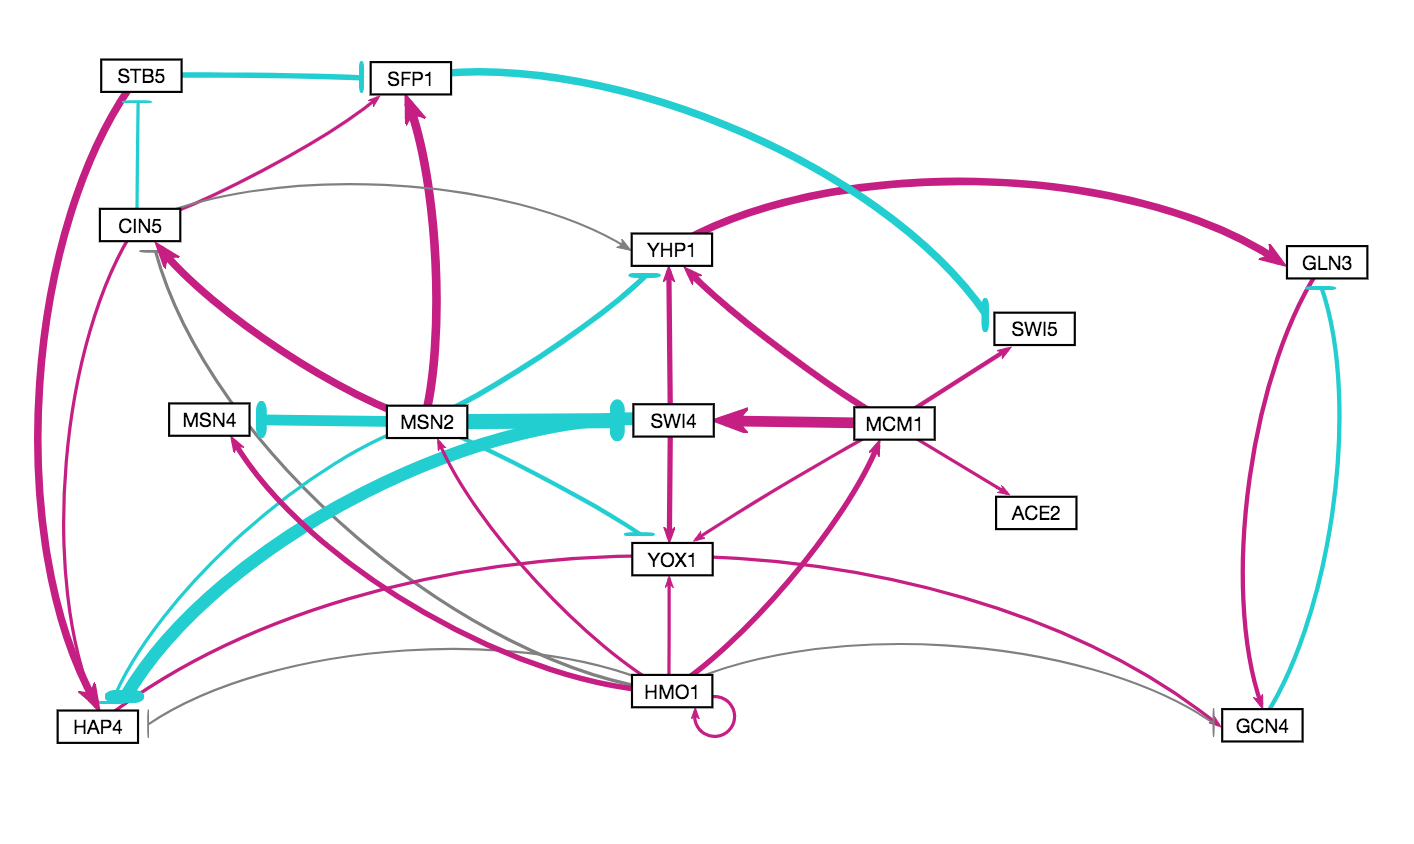 STB5
SFP1
CIN5
YHP1
GLN3
SWI5
MSN4
MSN2
SWI4
MCM1
ACE2
YOX1
HMO1
HAP4
GCN4